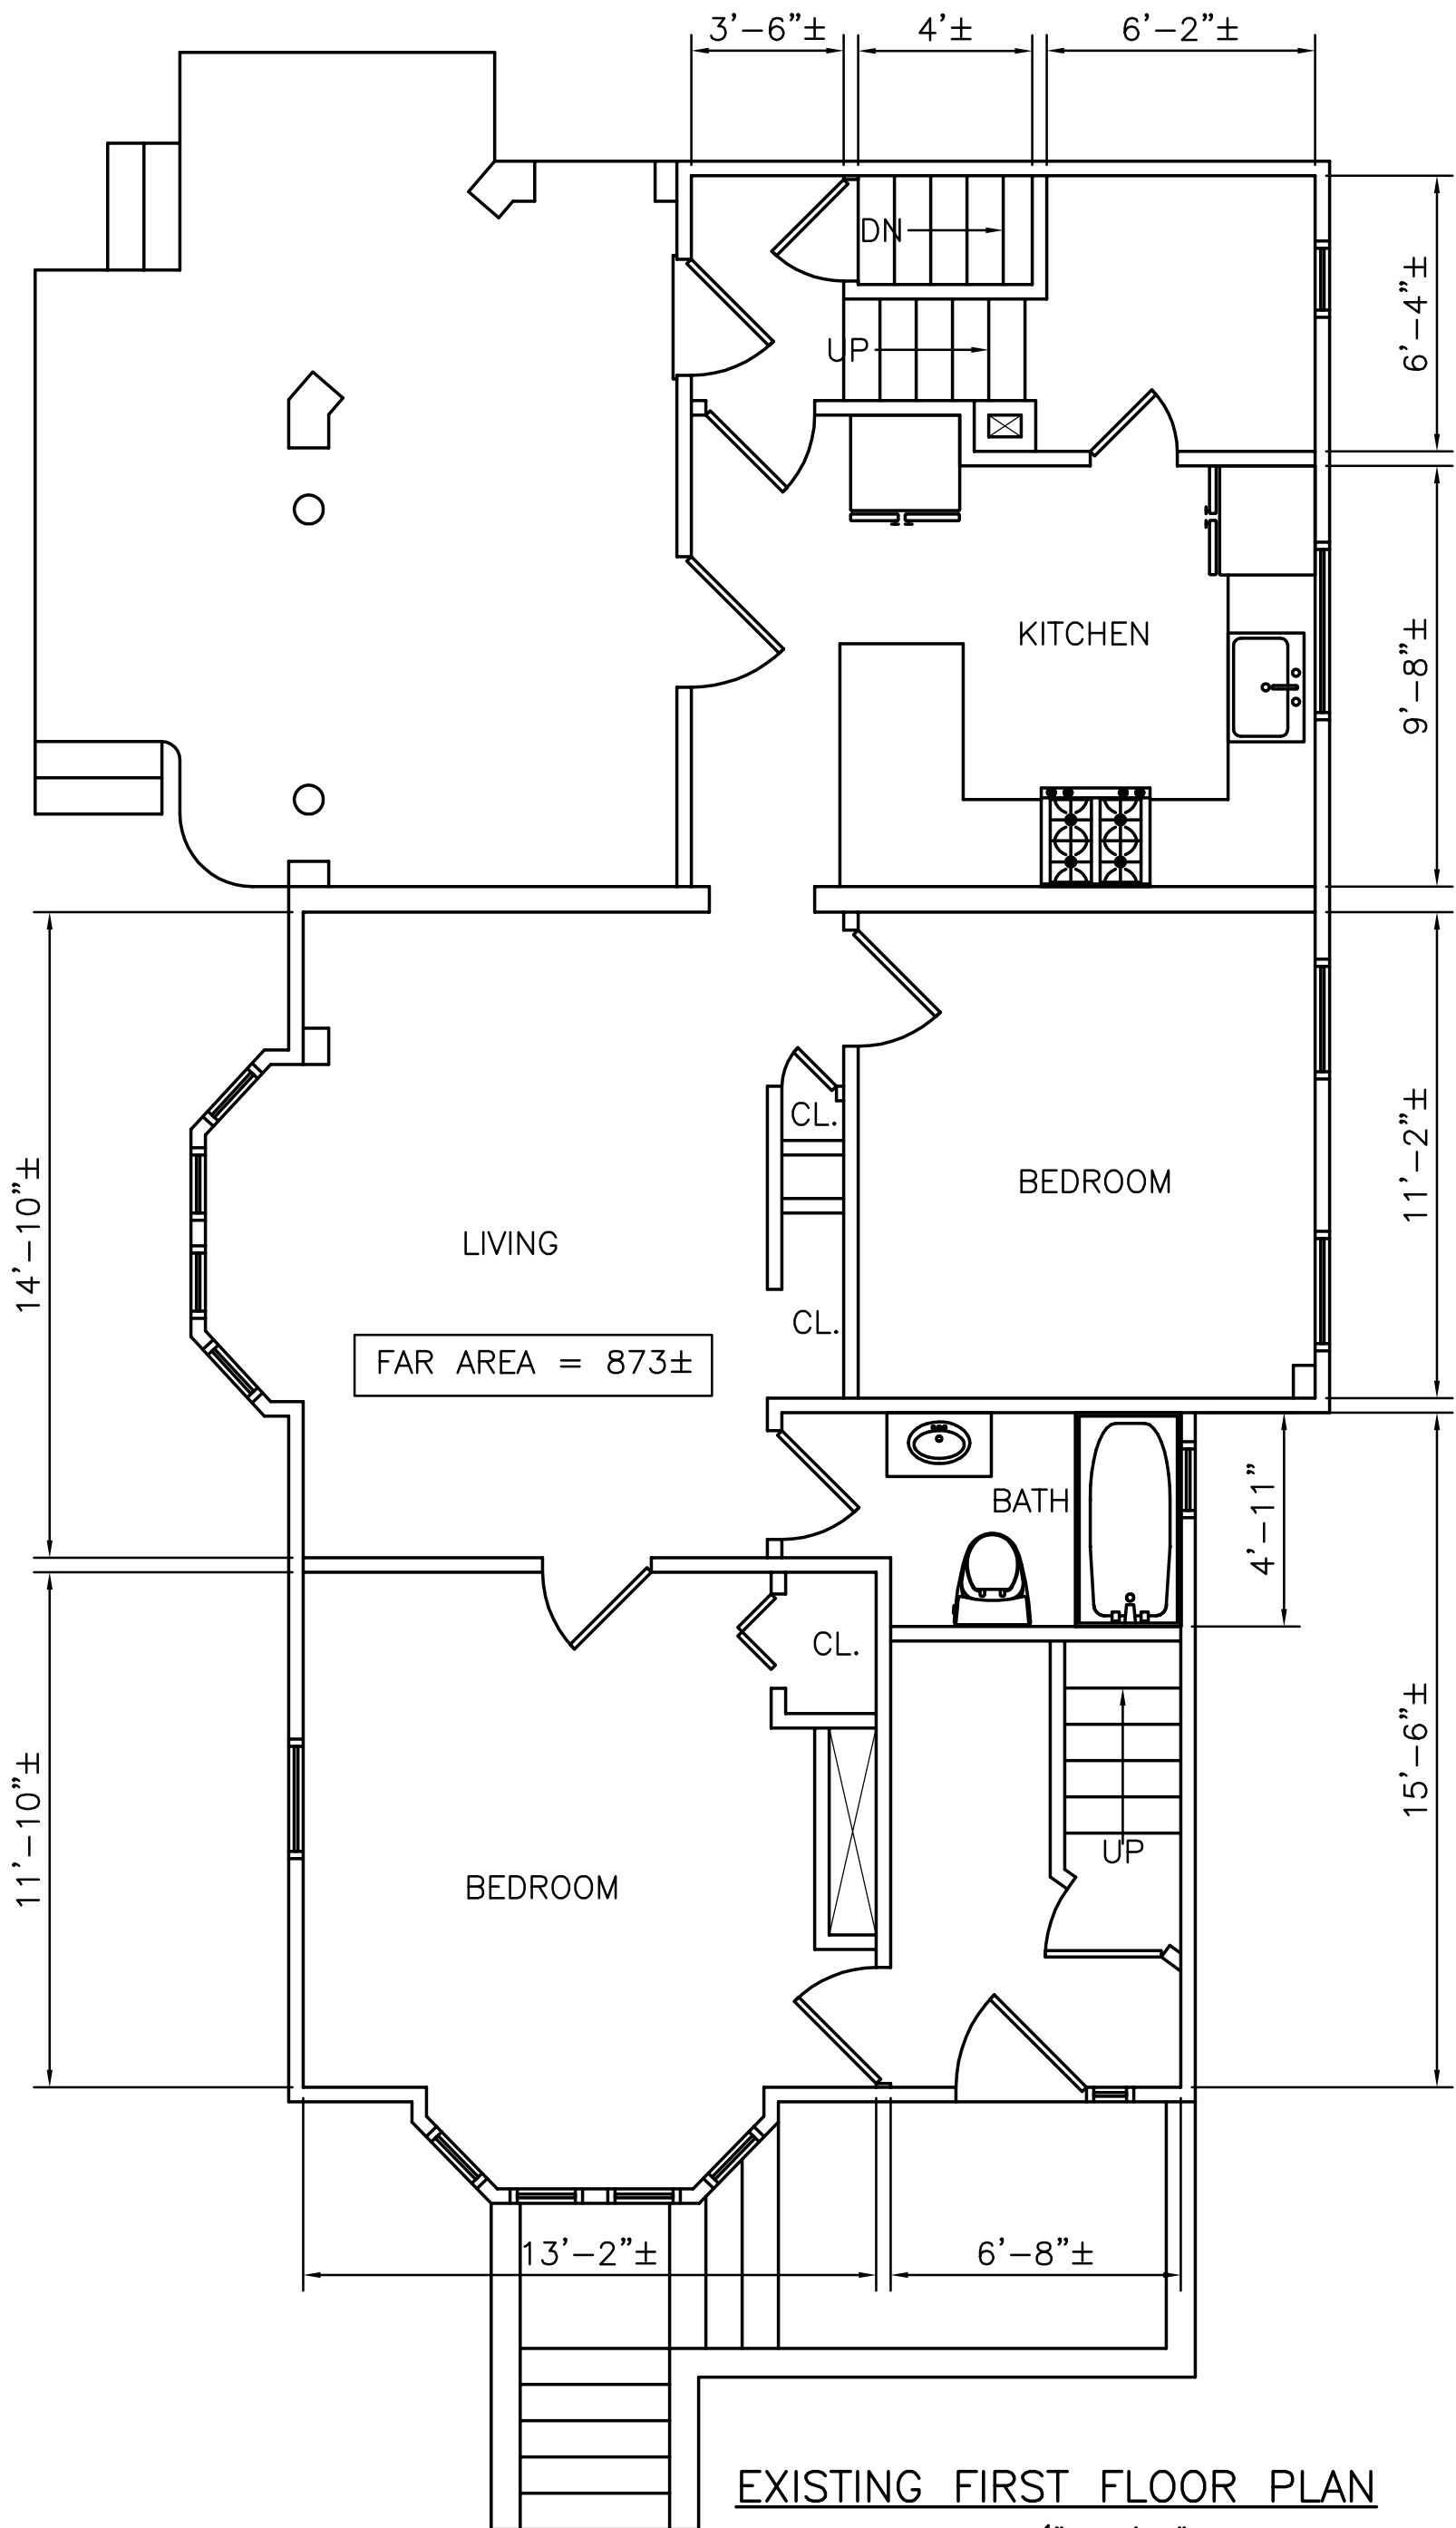 3'-6"±
4'±
6'-2"±
DN
UP
6'-4"±
KITCHEN
9'-8"±
14'-10"±
CL.
BEDROOM
11'-2"±
LIVING
CL.
FAR AREA = 873±
BATH
4'-11"
CL.
15'-6"±
11'-10"±
UP
BEDROOM
13'-2"±
6'-8"±
EXISTING FIRST FLOOR PLAN